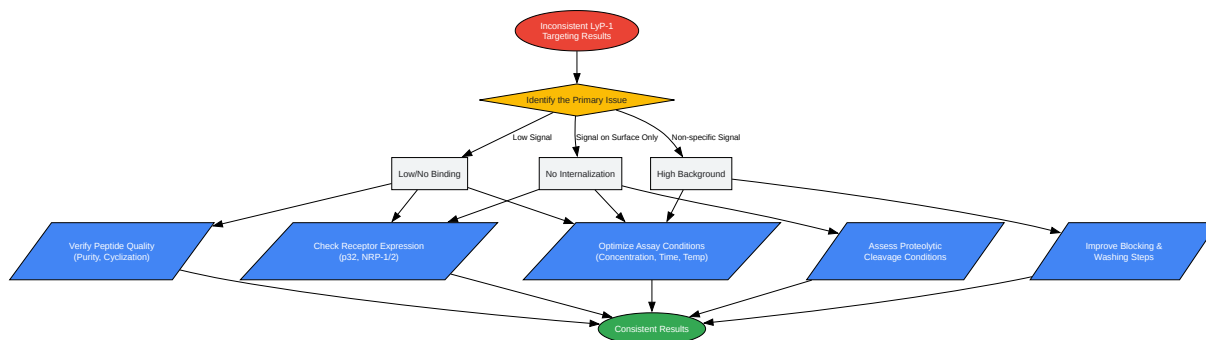 Inconsistent LyP-1
Targeting Results
Identify the Primary Issue
Low Signal
Signal on Surface Only
Non-specific Signal
Low/No Binding
No Internalization
High Background
Verify Peptide Quality
(Purity, Cyclization)
Check Receptor Expression
(p32, NRP-1/2)
Optimize Assay Conditions
(Concentration, Time, Temp)
Assess Proteolytic
Cleavage Conditions
Improve Blocking &
Washing Steps
Consistent Results